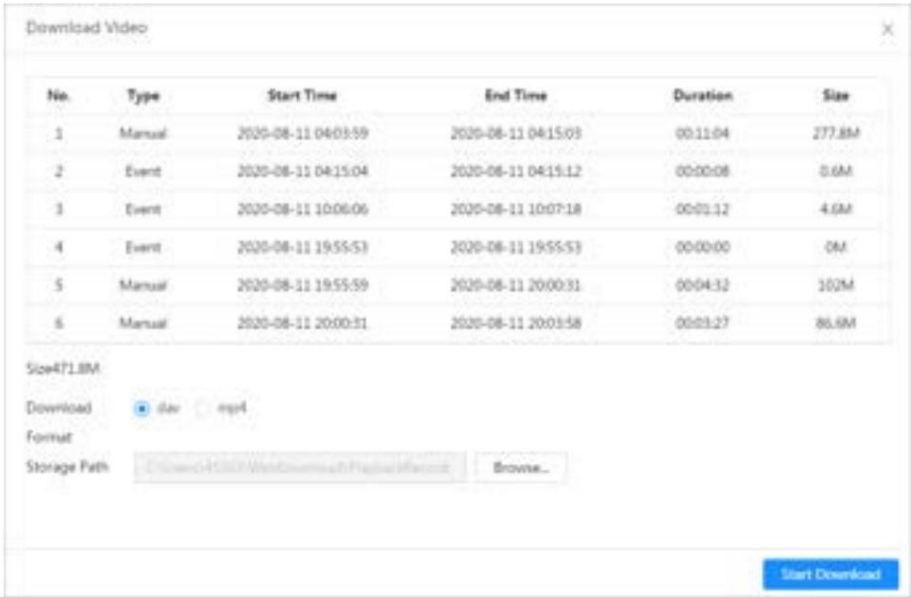 Download Video
No. Type Start Time End Time Duration Size
1 Manual 2020-08-11 04:03:59 2020-08-11 04:15:03 00:11:04 277.8M
2 Event 2020-08-11 04:15:04 2020-08-11 04:15:12 00:00:08 0.6M
3 Event 2020-08-11 10:06:06 2020-08-11 10:07:18 00:01:12 4.6M
4 Event 2020-08-11 19:55:53 2020-08-11 19:55:53 00:00:00 0M
5 Manual 2020-08-11 19:55:59 2020-08-11 20:00:31 00:04:32 102M
6 Manual 2020-08-11 20:00:31 2020-08-11 20:03:58 00:03:27 86.6M
Size471.8M
Download dav mp4
Format
Storage Path Browse...
Start Download